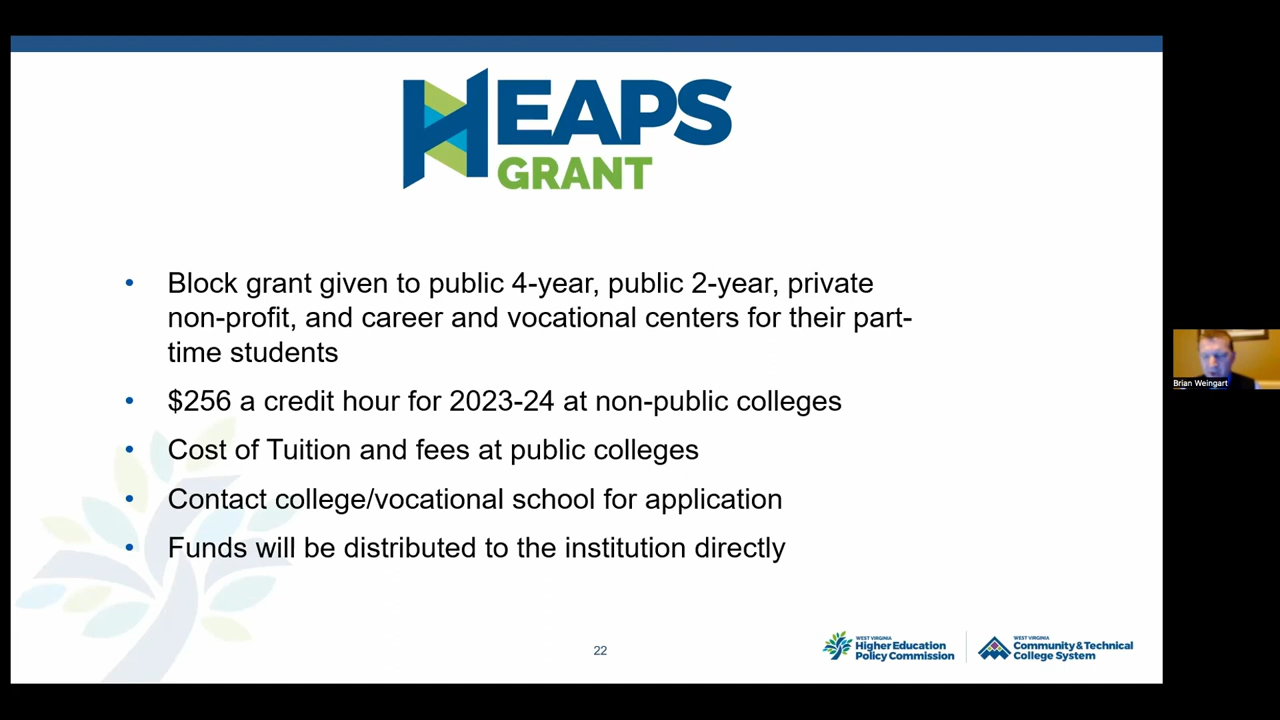 HEAPS
GRANT
• Block grant given to public 4-year, public 2-year, private
non-profit, and career and vocational centers for their part-
time students
• $256 a credit hour for 2023-24 at non-public colleges
• Cost of Tuition and fees at public colleges
• Contact college/vocational school for application
• Funds will be distributed to the institution directly
22
WEST VIRGINIA
Higher Education
Policy Commission
WEST VIRGINIA
Community & Technical
College System
Brian Weingart